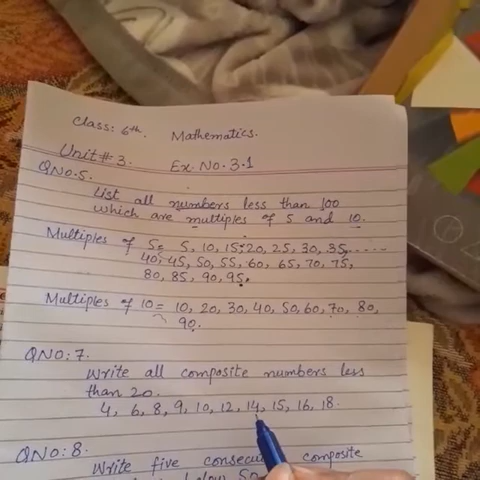 Class: 6th. Mathematics.
Unit# 3. Ex. No. 3.1
QNO.5.
List all numbers less than 100
which are multiples of 5 and 10.
Multiples of 5= 5, 10, 15, 20, 25, 30, 35,.....
40, 45, 50, 55, 60, 65, 70, 75,
80, 85, 90, 95.
Multiples of 10 = 10, 20, 30, 40, 50, 60, 70, 80,
90.
QNO:7.
Write all composite numbers less
than 20.
4, 6, 8, 9, 10, 12, 14, 15, 16, 18.
QNO:8.
Write five composite
50